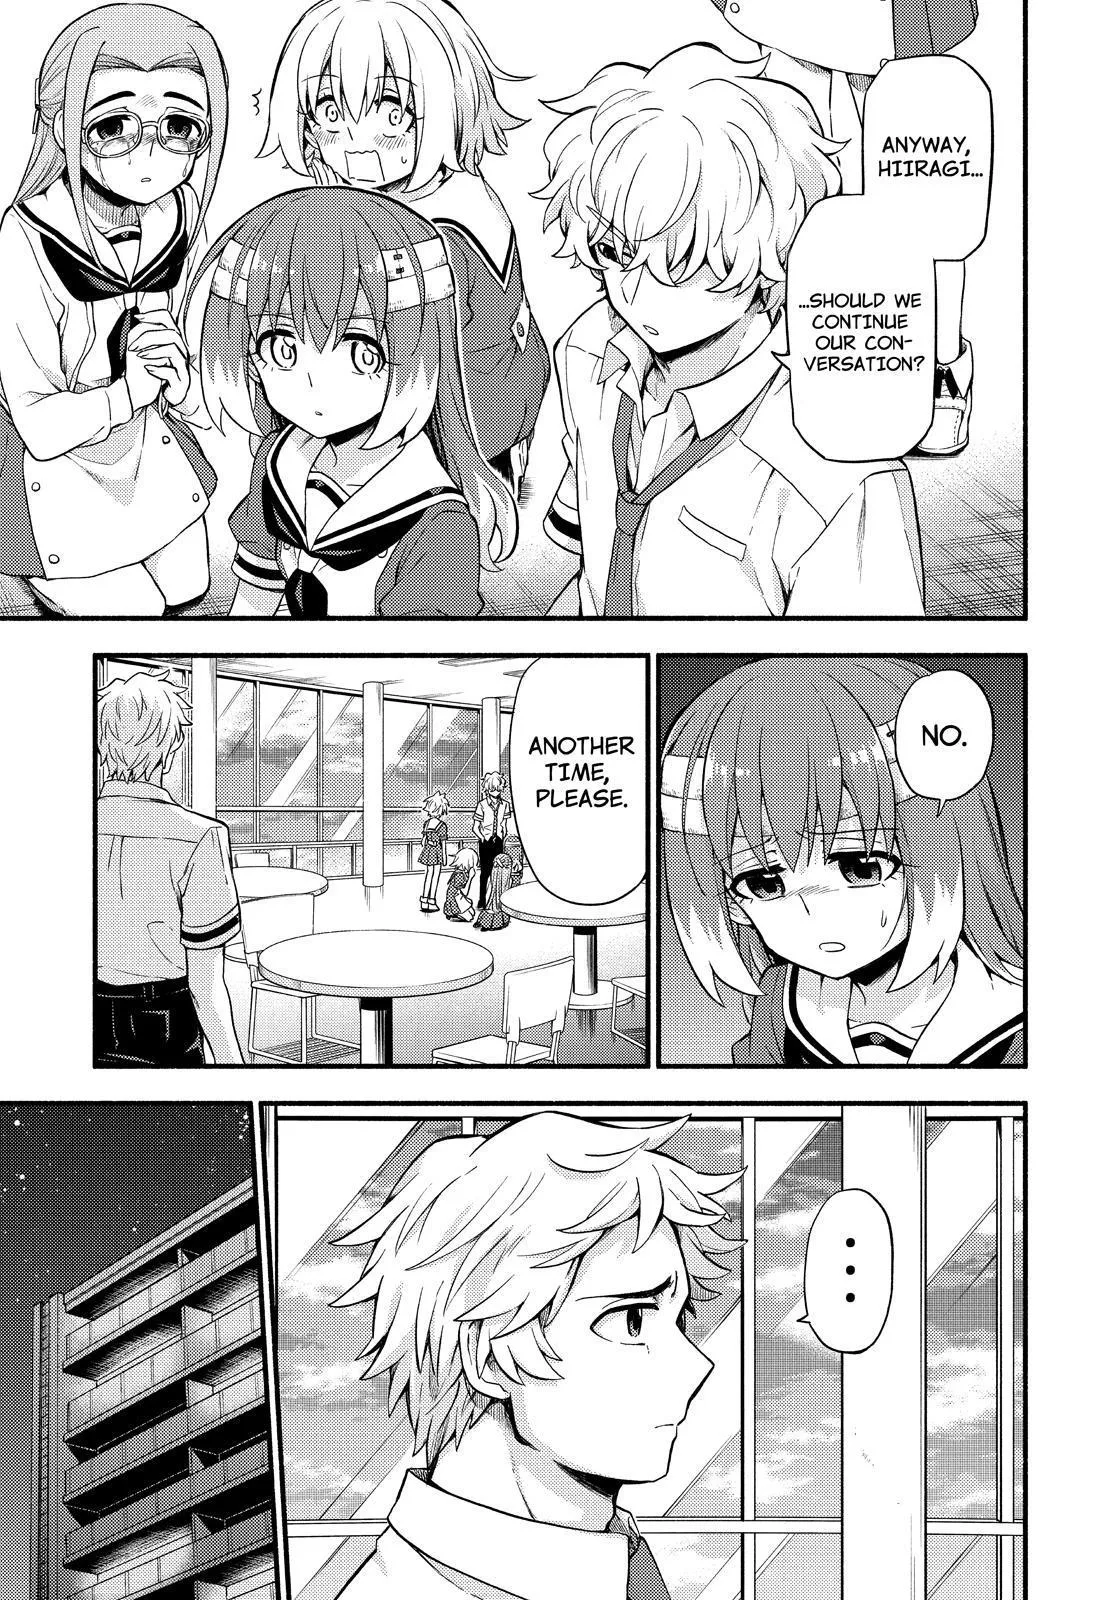 ANYWAY,
HIIRAGI...
...SHOULD WE
CONTINUE
OUR CON-
VERSATION?
NO.
ANOTHER
TIME,
PLEASE.
...